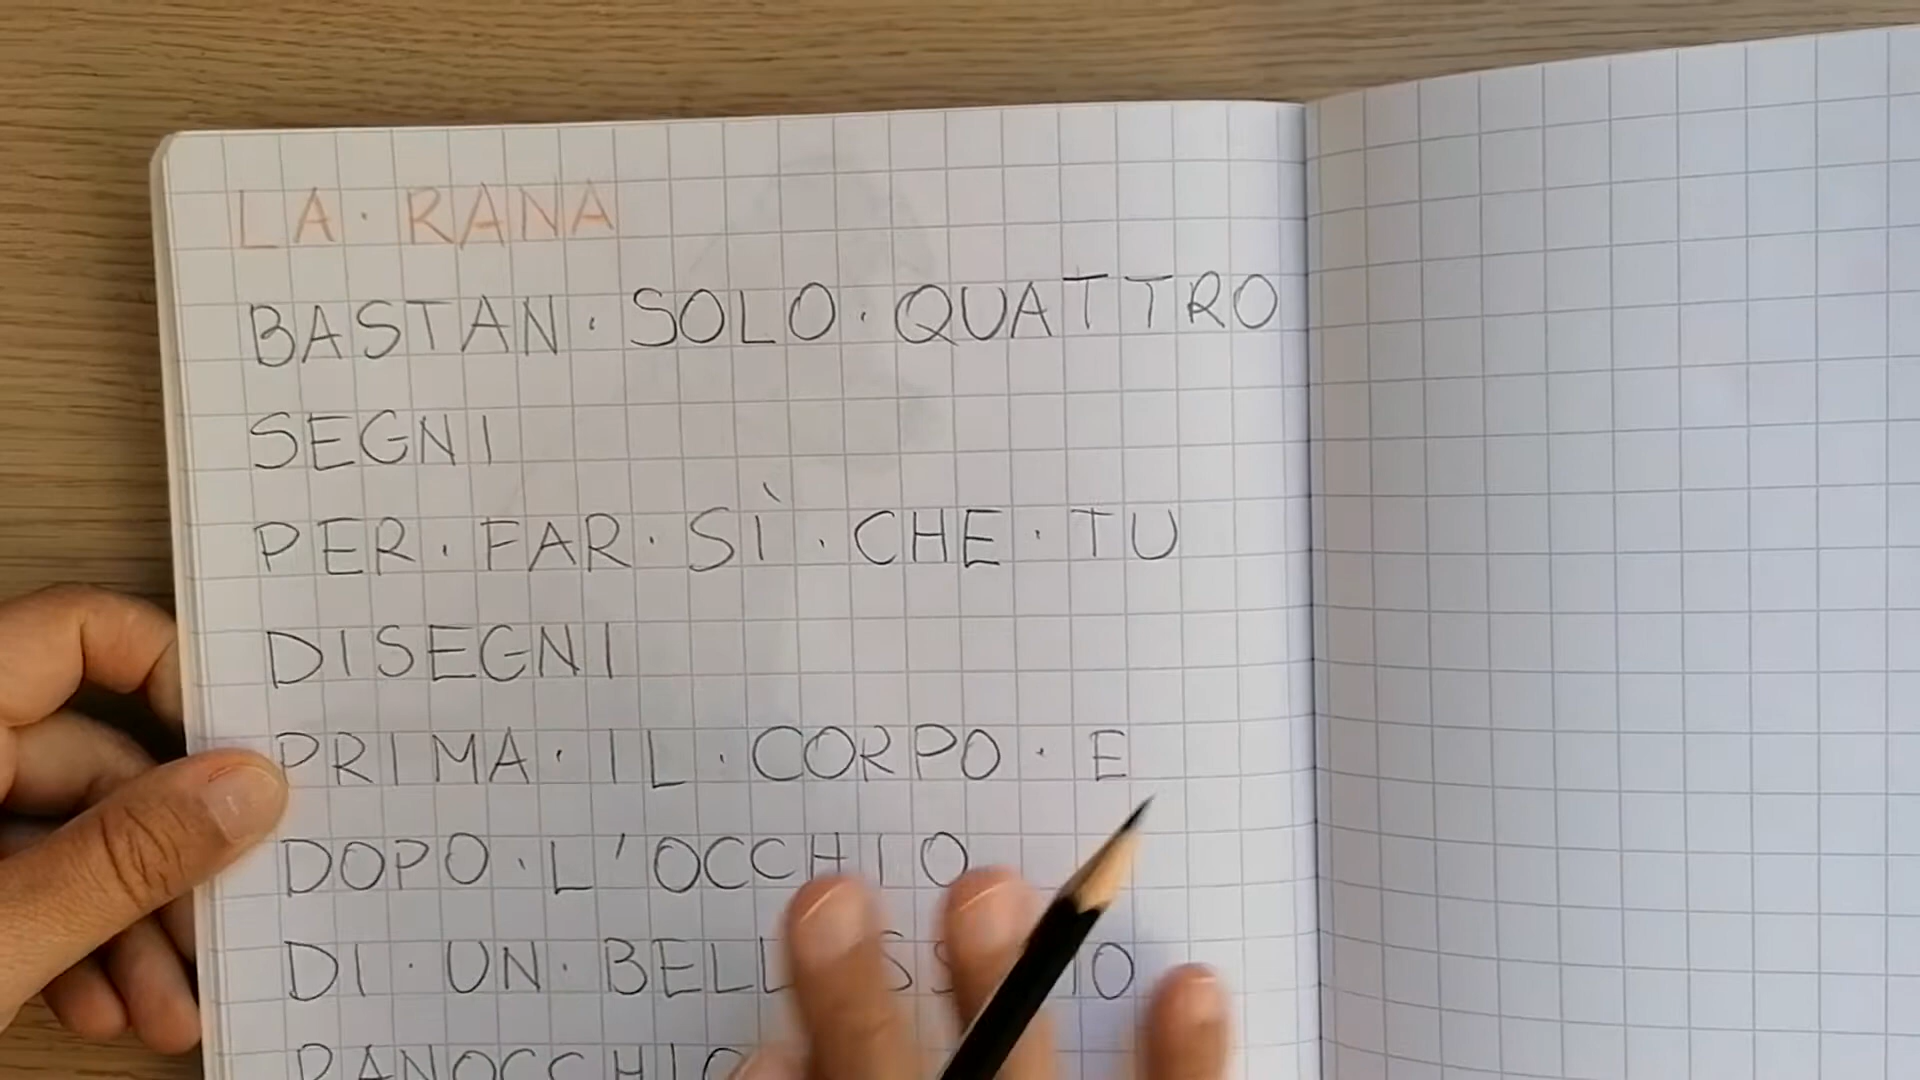 LA · RANA
BASTAN · SOLO · QUATTRO
SEGNI
PER · FAR · SÌ · CHE · TU
DISEGNI
PRIMA · IL · CORPO · E
DOPO · L'OCCHIO
DI · UN ·
RANOCCHIO